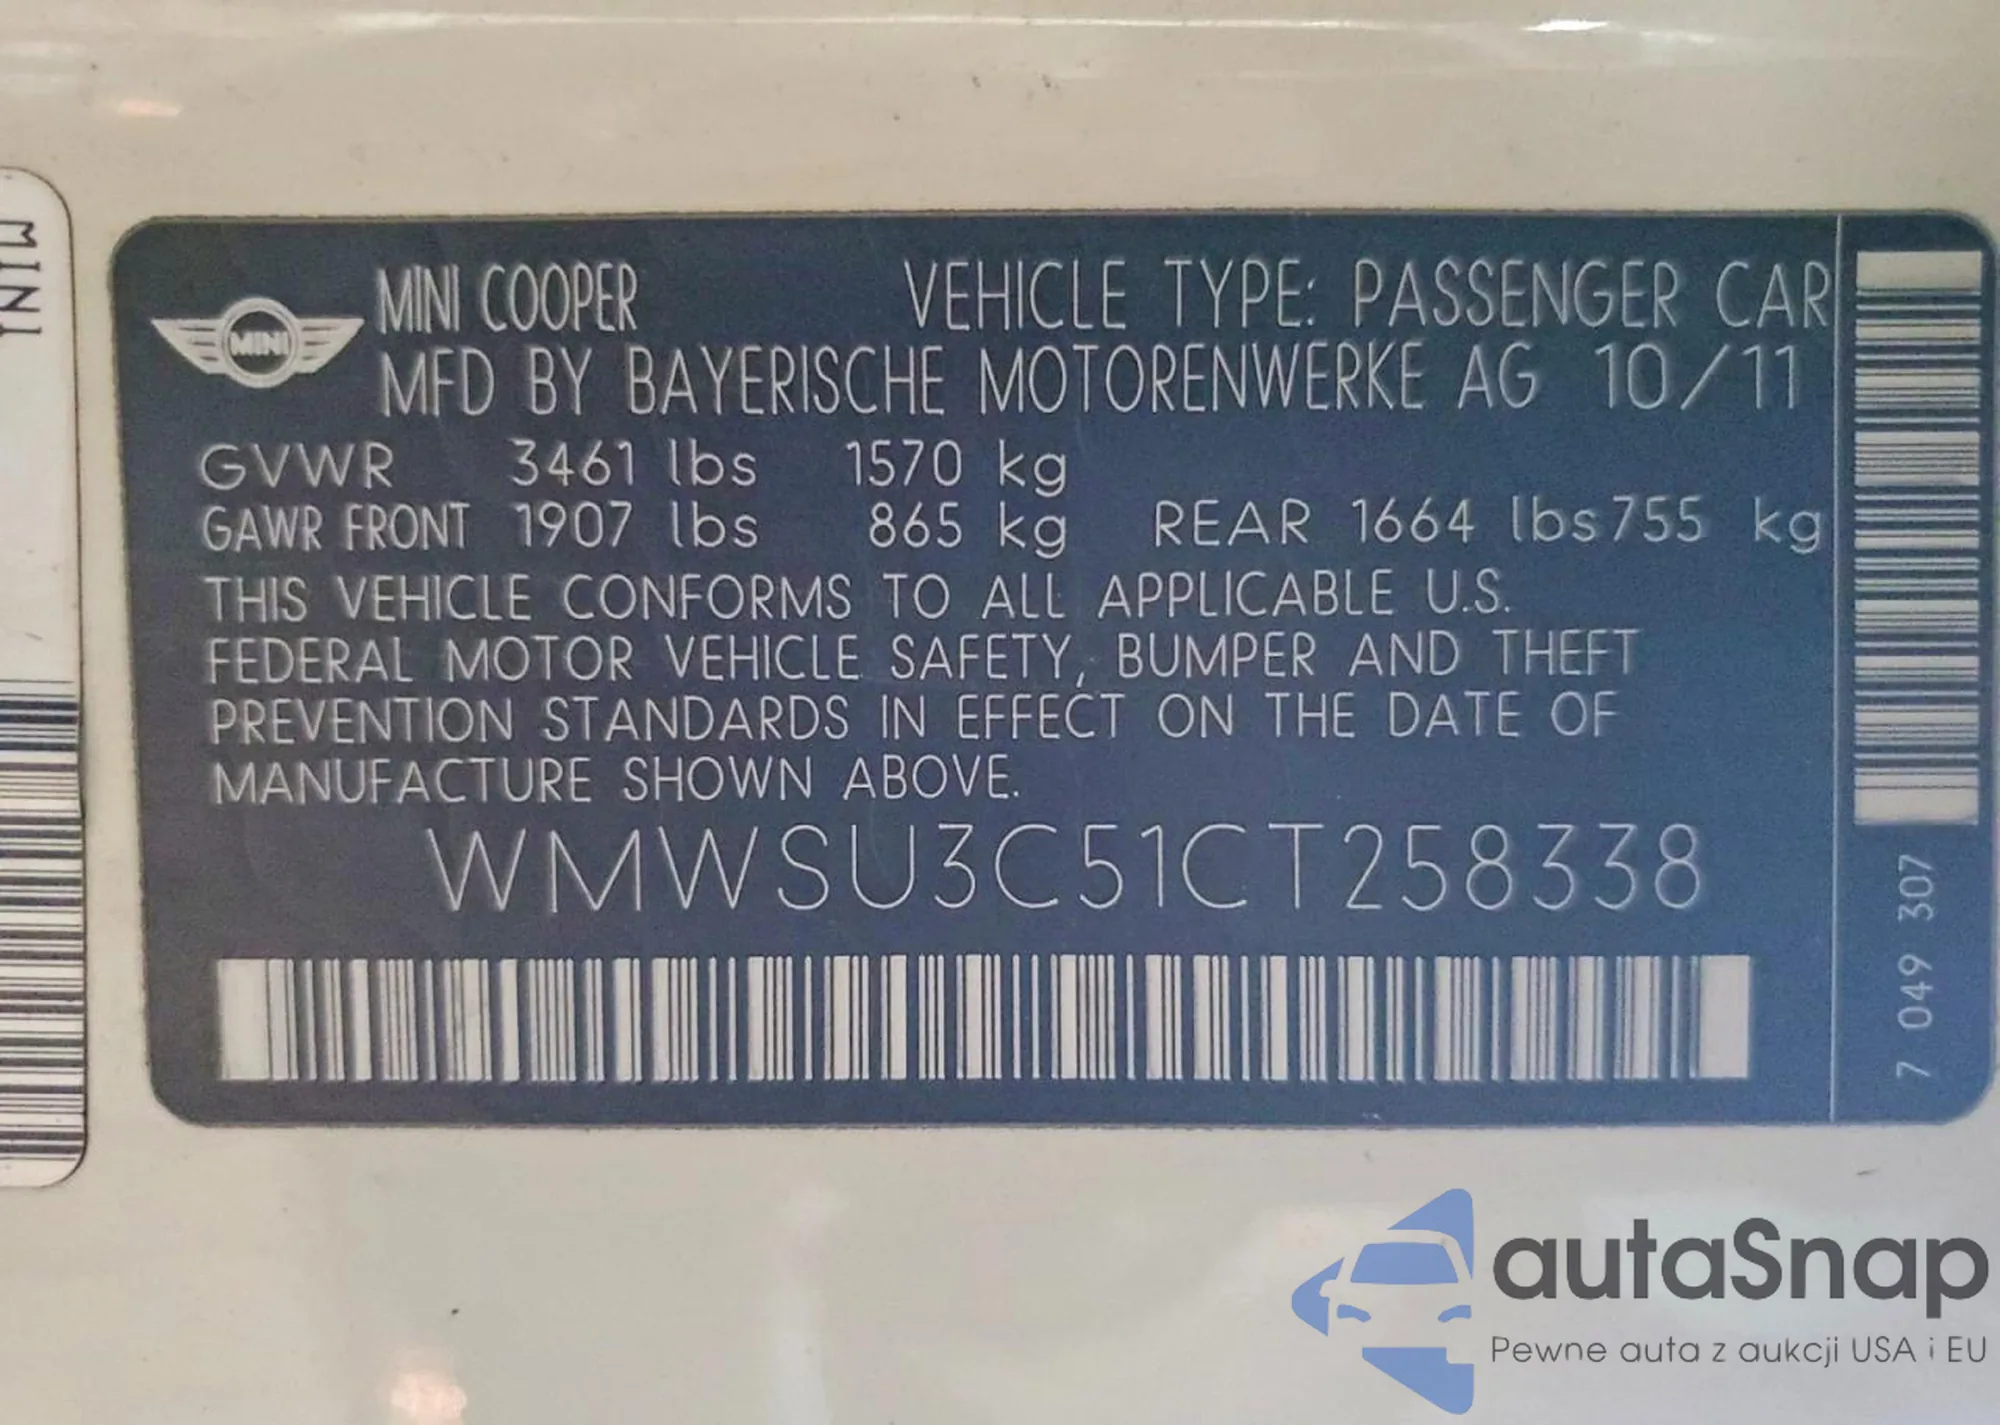 MINI
MINI
MINI COOPER VEHICLE TYPE: PASSENGER CAR
MFD BY BAYERISCHE MOTORENWERKE AG 10/11
GVWR 3461 lbs 1570 kg
GAWR FRONT 1907 lbs 865 kg REAR 1664 lbs 755 kg
THIS VEHICLE CONFORMS TO ALL APPLICABLE U.S.
FEDERAL MOTOR VEHICLE SAFETY, BUMPER AND THEFT
PREVENTION STANDARDS IN EFFECT ON THE DATE OF
MANUFACTURE SHOWN ABOVE.
WMWSU3C51CT258338
7 049 307
autaSnap
Pewne auta z aukcji USA i EU